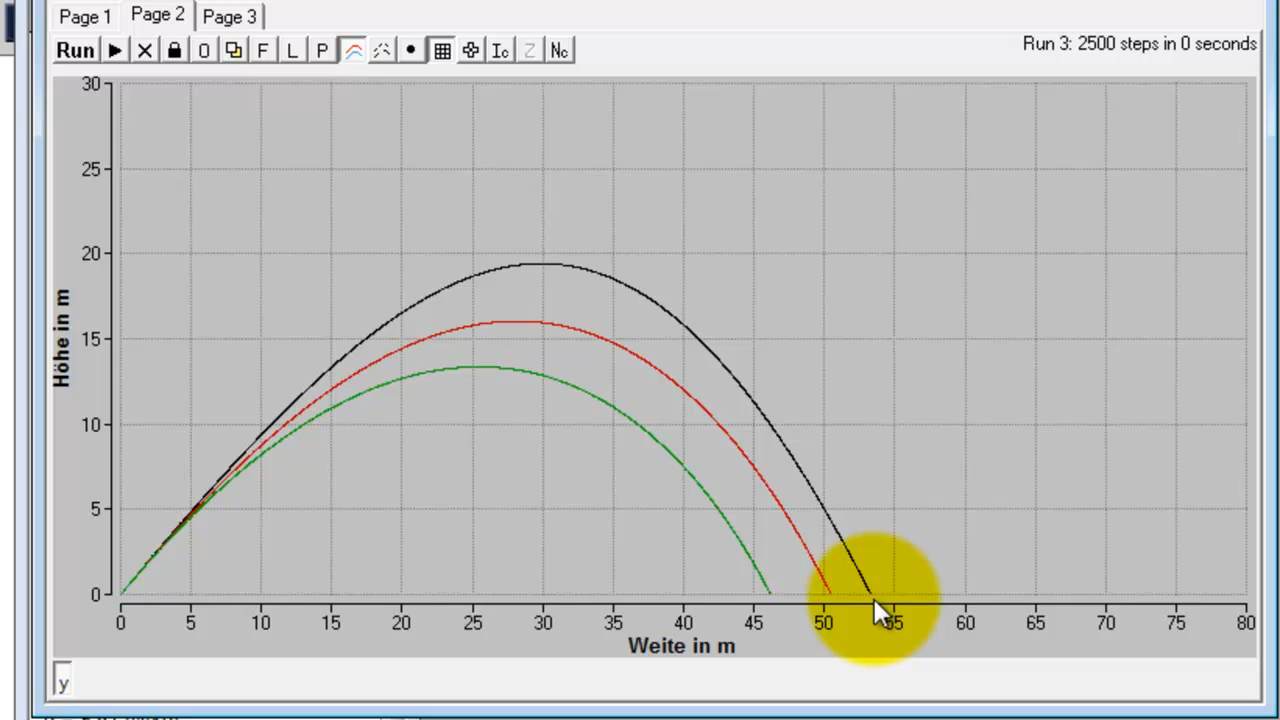 Page 1 Page 2 Page 3
Run 0 F L P Ic Z Nc Run 3: 2500 steps in 0 seconds
30
25
20
15
10
5
0
Höhe in m
0 5 10 15 20 25 30 35 40 45 50 55 60 65 70 75 80
Weite in m
y